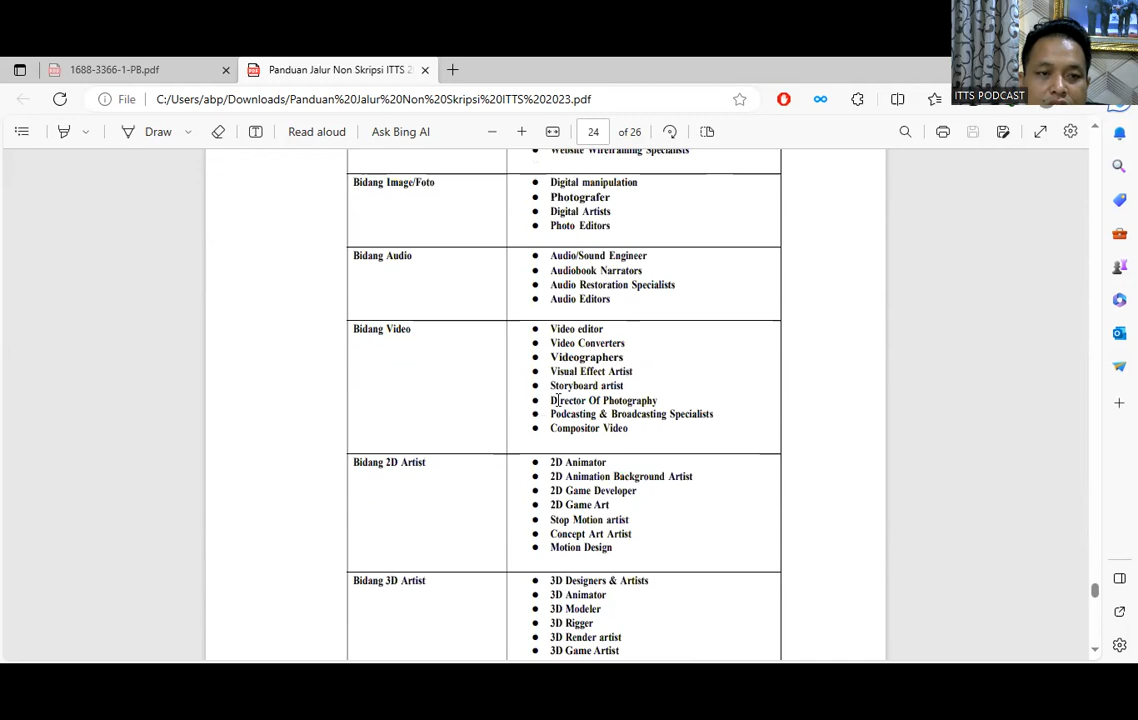 1688-3366-1-PB.pdf
Panduan Jalur Non Skripsi ITTS 2
ITTS PODCAST
File
C:/Users/abp/Downloads/Panduan%20Jalur%20Non%20Skripsi%20ITTS%202023.pdf
Draw
Read aloud
Ask Bing AI
24
of 26
Website Wireframing Specialists
Bidang Image/Foto
Digital manipulation
Photografer
Digital Artists
Photo Editors
Bidang Audio
Audio/Sound Engineer
Audiobook Narrators
Audio Restoration Specialists
Audio Editors
Bidang Video
Video editor
Video Converters
Videographers
Visual Effect Artist
Storyboard artist
Director Of Photography
Podcasting & Broadcasting Specialists
Compositor Video
Bidang 2D Artist
2D Animator
2D Animation Background Artist
2D Game Developer
2D Game Art
Stop Motion artist
Concept Art Artist
Motion Design
Bidang 3D Artist
3D Designers & Artists
3D Animator
3D Modeler
3D Rigger
3D Render artist
3D Game Artist